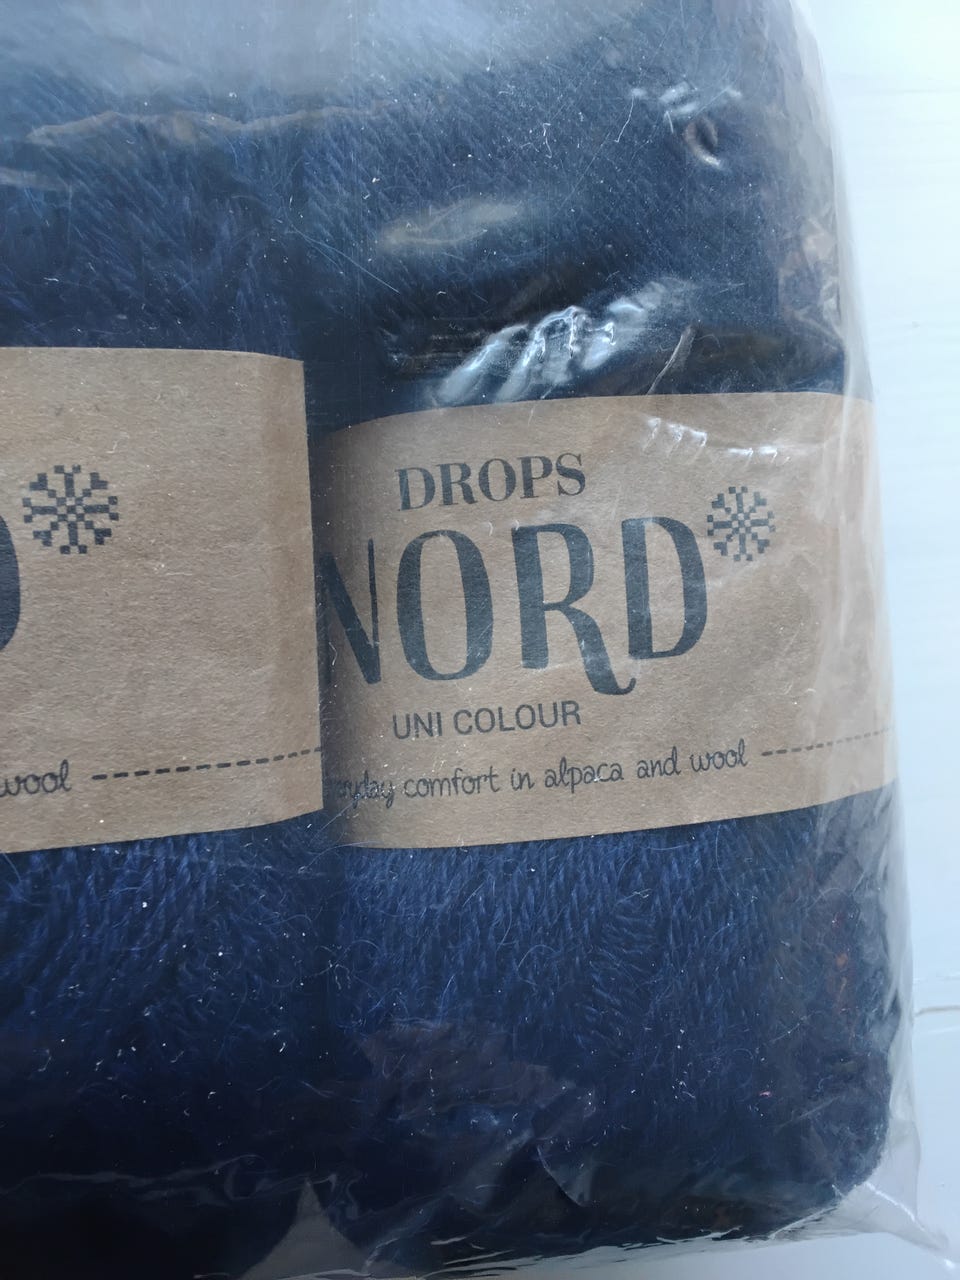 wool
DROPS
NORD
UNI COLOUR
comfort in alpaca and wool